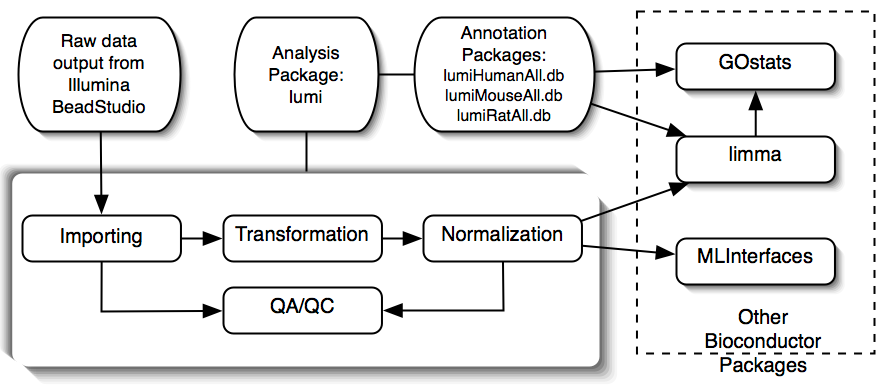 Raw data
output from
Illumina
BeadStudio
Analysis
Package:
lumi
Annotation
Packages:
lumiHumanAll.db
lumiMouseAll.db
lumiRatAll.db
GOstats
limma
MLInterfaces
Other
Bioconductor
Packages
Importing
Transformation
Normalization
QA/QC